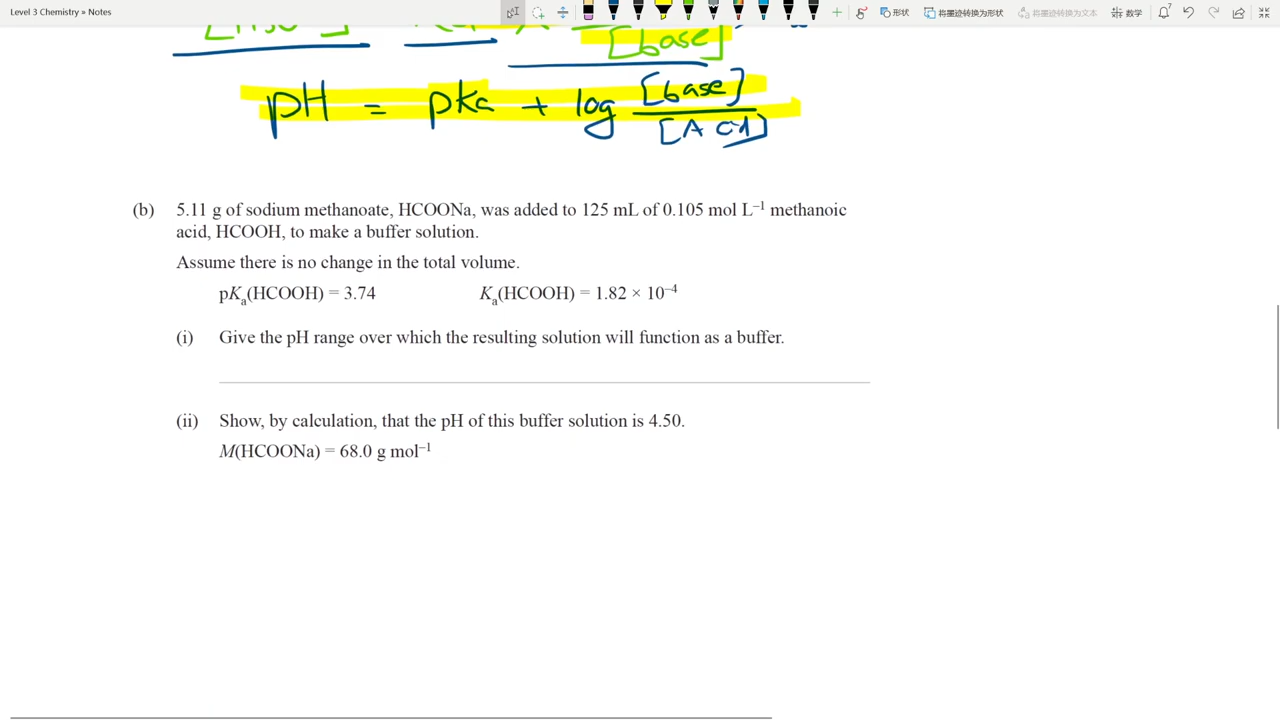 Level 3 Chemistry » Notes
形状
将墨迹转换为形状
将墨迹转换为文本
数学
[base]
pH = pKa + log [base]
[Acid]
(b) 5.11 g of sodium methanoate, HCOONa, was added to 125 mL of 0.105 mol L⁻¹ methanoic
acid, HCOOH, to make a buffer solution.
Assume there is no change in the total volume.
pKₐ(HCOOH) = 3.74 Kₐ(HCOOH) = 1.82 × 10⁻⁴
(i) Give the pH range over which the resulting solution will function as a buffer.
(ii) Show, by calculation, that the pH of this buffer solution is 4.50.
M(HCOONa) = 68.0 g mol⁻¹